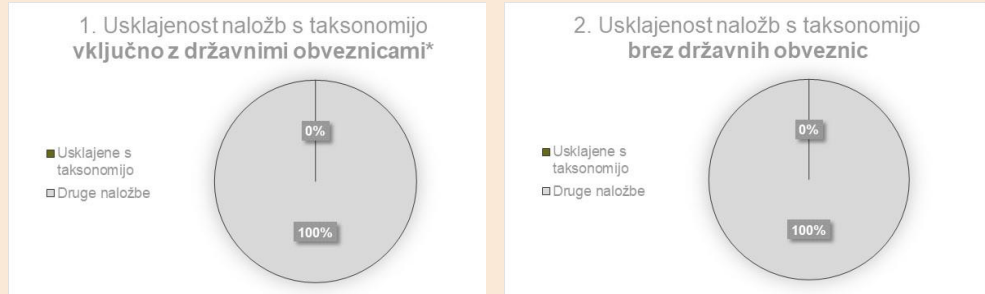 1. Usklajenost naložb s taksonomijo
vključno z državnimi obveznicami*
0%
Usklajene s
taksonomijo
Druge naložbe
100%
2. Usklajenost naložb s taksonomijo
brez državnih obveznic
0%
Usklajene s
taksonomijo
Druge naložbe
100%